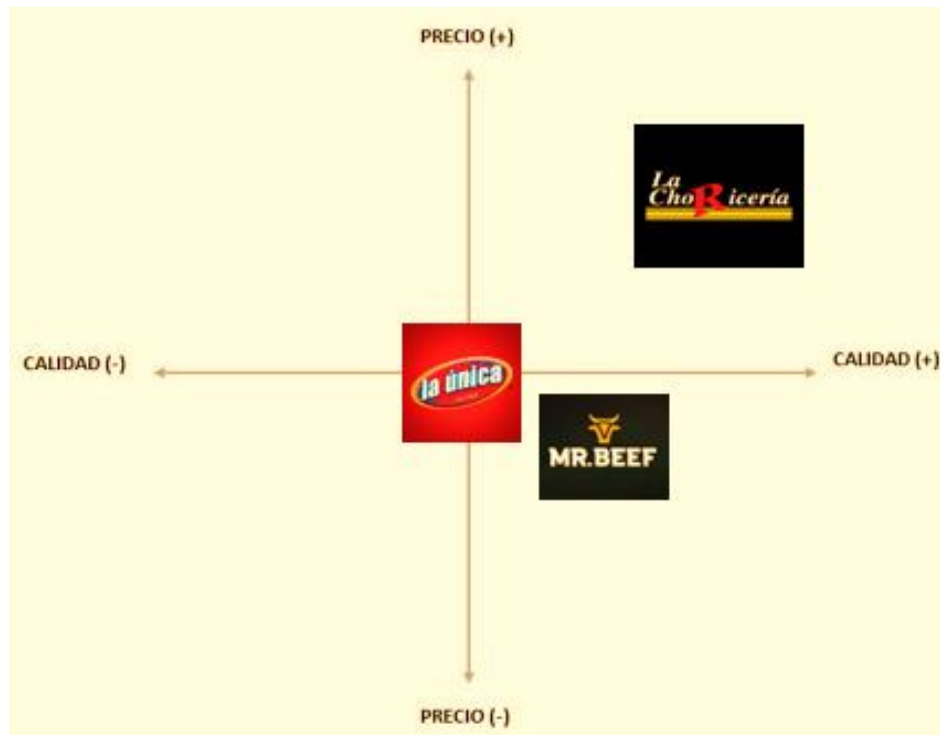 PRECIO (+)
La
ChoRicería
CALIDAD (-)
CALIDAD (+)
la única
MR.BEEF
PRECIO (-)